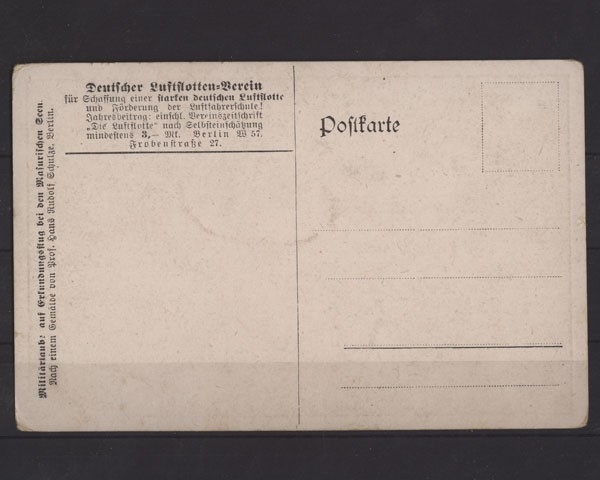 Deutscher Luftflotten=Verein
für Schaffung einer starken deutschen Luftflotte
und Förderung der Luftfahrerschule!
Jahresbeitrag: einschl. Vereinszeitschrift
„Die Luftflotte" nach Selbsteinschätzung
mindestens 3,— Mk. Berlin W 57,
Frobenstraße 27.
Postkarte
Militärtaube auf Erkundungsflug bei den Masurischen Seen.
Nach einem Gemälde von Prof. Hans Rudolf Schulze, Berlin.